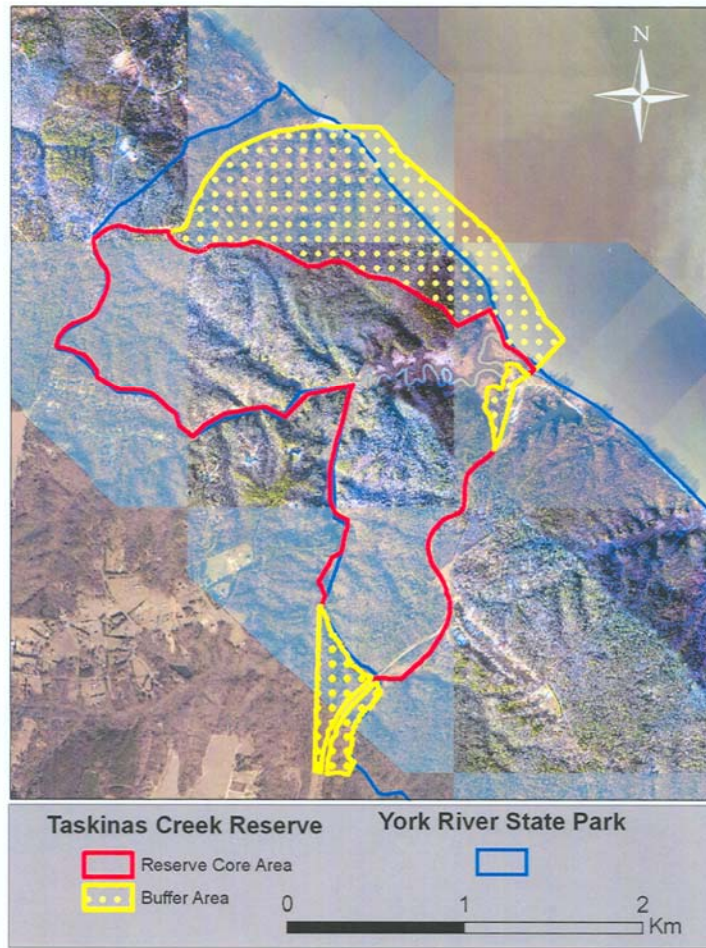 N
Taskinas Creek Reserve York River State Park
Reserve Core Area
Buffer Area
0 1 2
Km